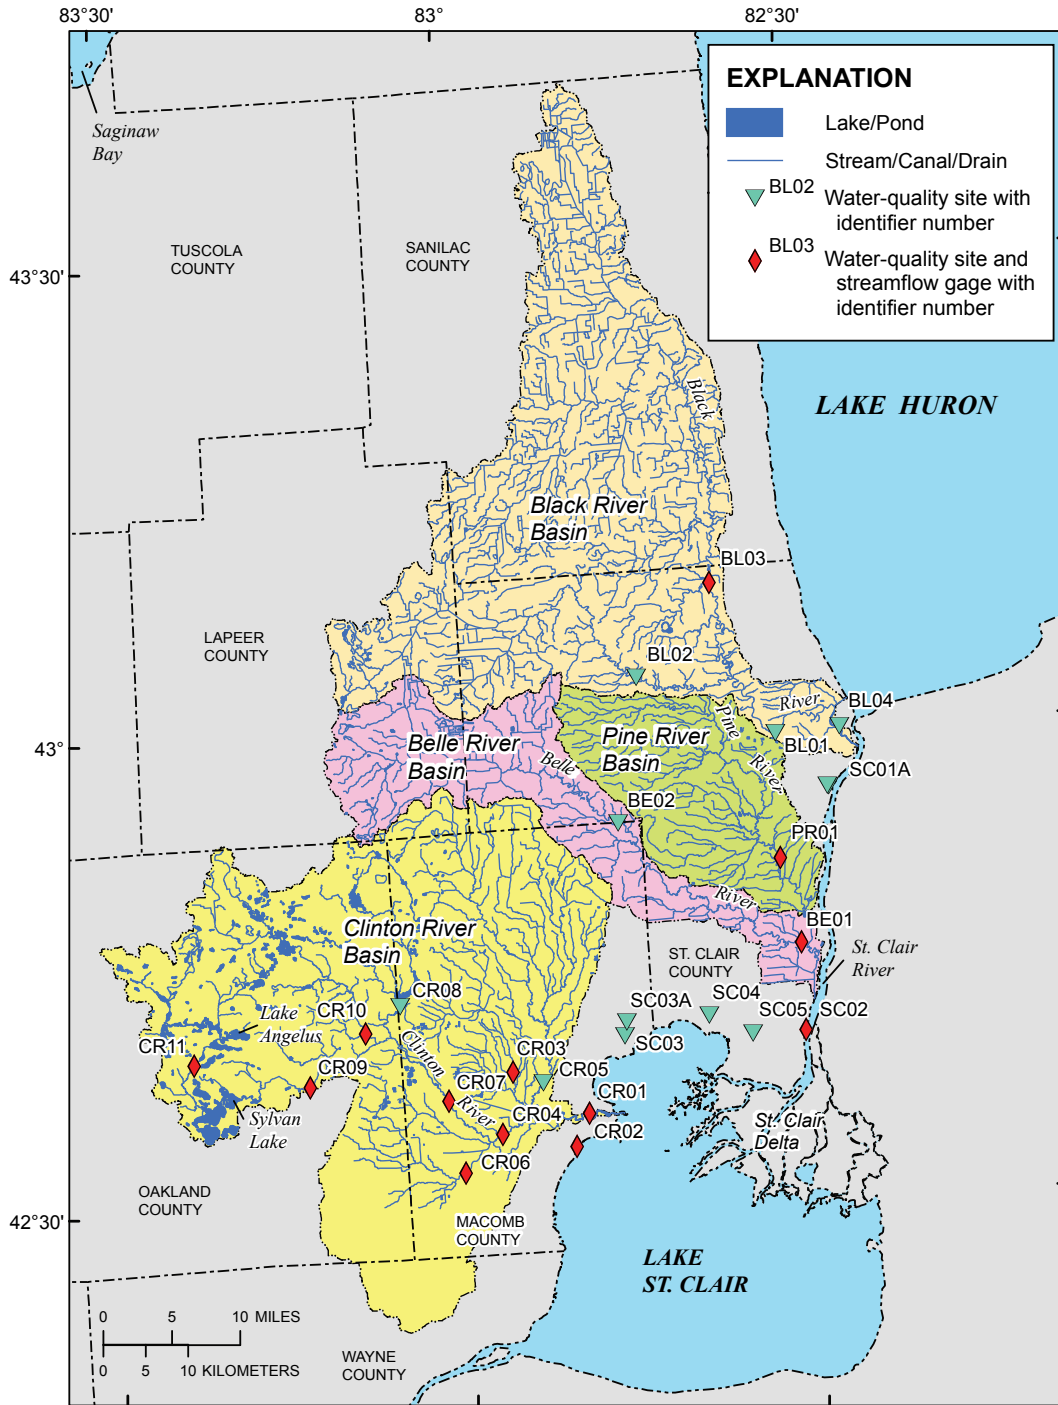 83°30' 83° 82°30'
EXPLANATION
Lake/Pond
Stream/Canal/Drain
BL02 Water-quality site with
identifier number
BL03 Water-quality site and
streamflow gage with
identifier number
Saginaw
Bay
TUSCOLA
COUNTY
SANILAC
COUNTY
43°30'
Black
LAKE HURON
Black River
Basin
BL03
LAPEER
COUNTY
BL02
River
BL04
Pine
BL01
43°
Belle River
Basin
Pine River
Basin
Belle
River
SC01A
BE02
PR01
River
BE01
Clinton River
Basin
ST. CLAIR
COUNTY
St. Clair
River
CR08
SC03A
SC04
SC05
SC02
CR10
Lake
Angelus
SC03
CR11
CR09
Clinton
CR03
CR05
CR07
River
CR04
CR01
CR02
Sylvan
Lake
St. Clair
Delta
CR06
OAKLAND
COUNTY
MACOMB
COUNTY
42°30'
LAKE
ST. CLAIR
0 5 10 MILES
0 5 10 KILOMETERS
WAYNE
COUNTY